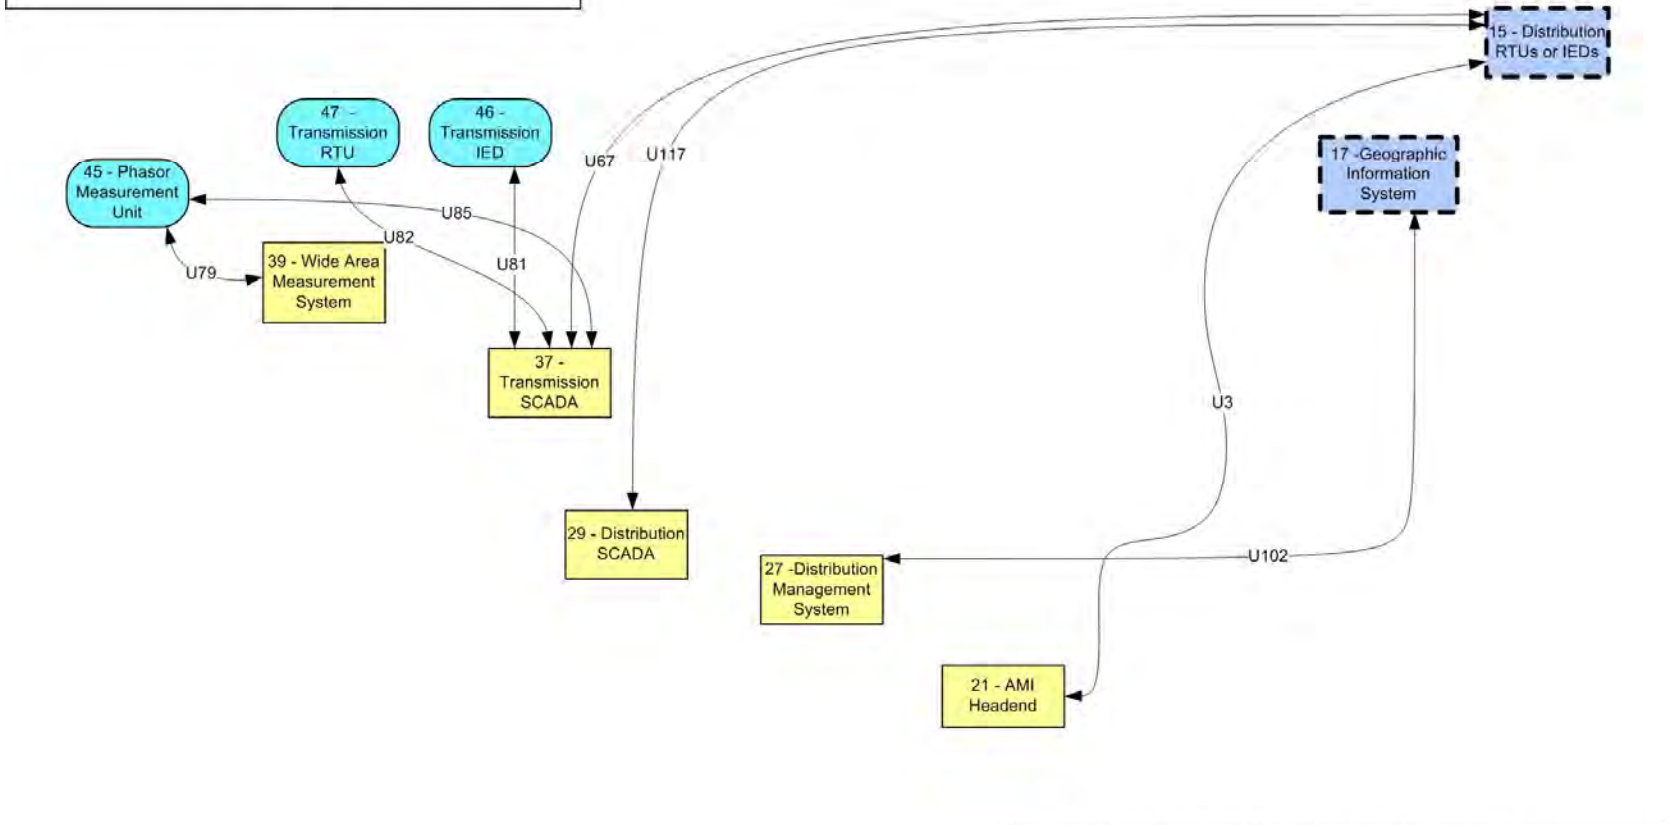 15 - Distribution
RTUs or IEDs
47 -
Transmission
RTU
46 -
Transmission
IED
U67
U117
17 -Geographic
Information
System
45 - Phasor
Measurement
Unit
U85
U82
U81
39 - Wide Area
Measurement
System
U79
37 -
Transmission
SCADA
U3
29 - Distribution
SCADA
27 -Distribution
Management
System
U102
21 - AMI
Headend